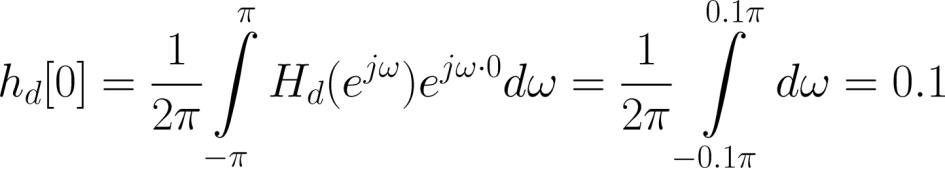 h_d[0] = \frac{1}{2\pi} \int_{-\pi}^{\pi} H_d(e^{j\omega})e^{j\omega \cdot 0}d\omega = \frac{1}{2\pi} \int_{-0.1\pi}^{0.1\pi} d\omega = 0.1